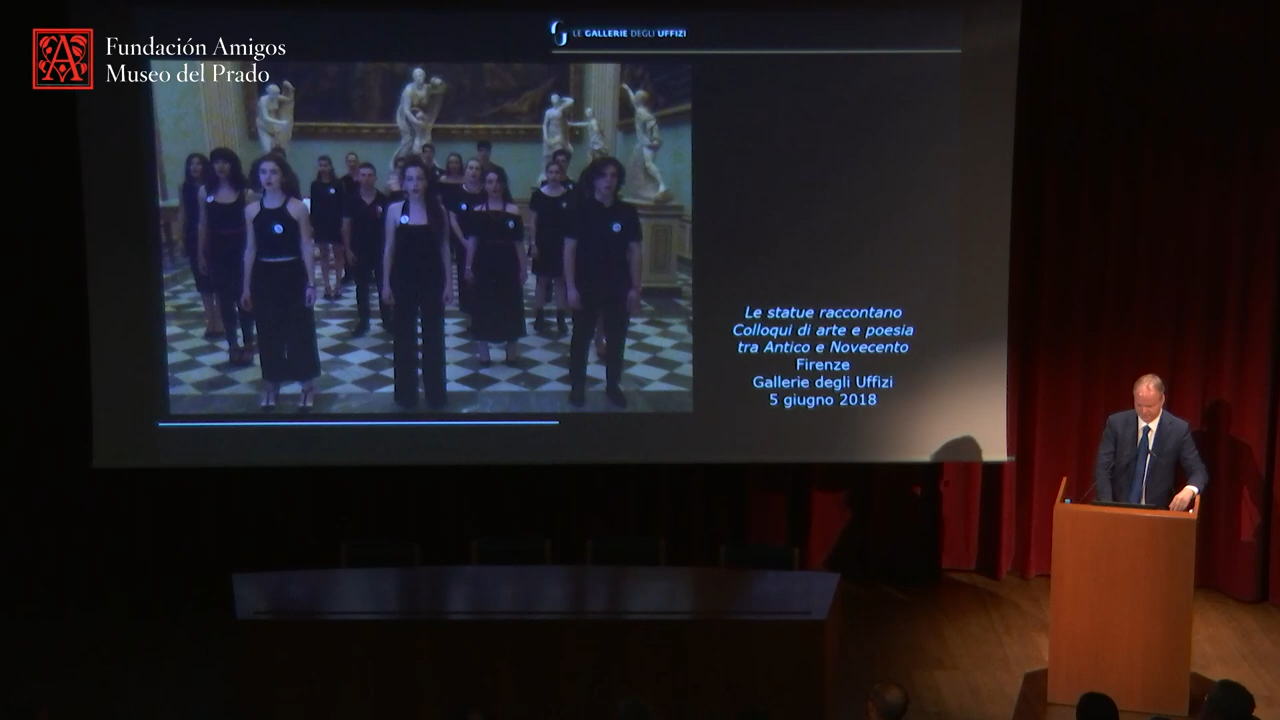 Fundación Amigos
Museo del Prado
LE GALLERIE DEGLI UFFIZI
Le statue raccontano
Colloqui di arte e poesia
tra Antico e Novecento
Firenze
Gallerie degli Uffizi
5 giugno 2018